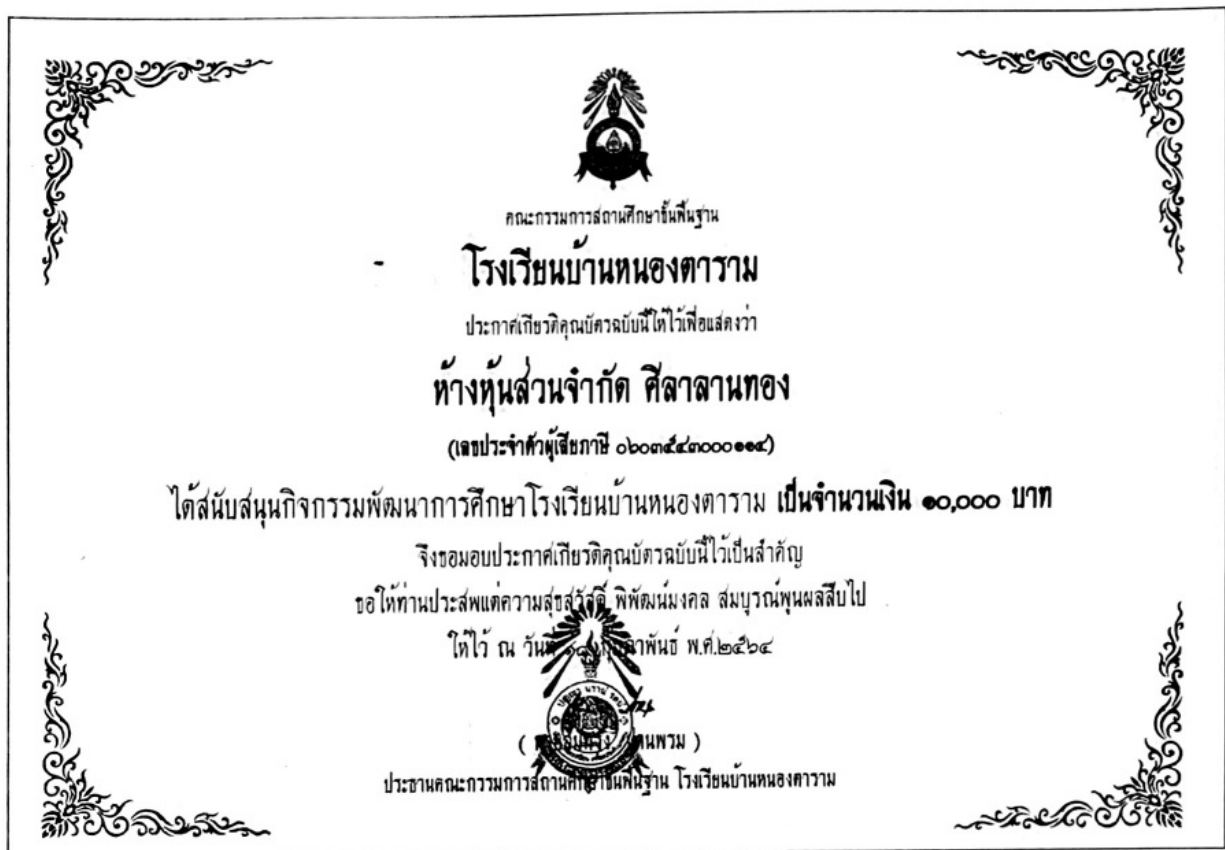 คณะกรรมการสถานศึกษาขั้นพื้นฐาน
โรงเรียนบ้านหนองตาราม
ประกาศเกียรติคุณบัตรฉบับนี้ให้ไว้เพื่อแสดงว่า
ห้างหุ้นส่วนจำกัด ศีลาลานทอง
(เลขประจำตัวผู้เสียภาษี ๐๖๐๓๕๔๓๐๐๐๑๑๔)
ได้สนับสนุนกิจกรรมพัฒนาการศึกษาโรงเรียนบ้านหนองตาราม เป็นจำนวนเงิน ๑๐,๐๐๐ บาท
จึงขอมอบประกาศเกียรติคุณบัตรฉบับนี้ไว้เป็นสำคัญ
ขอให้ท่านประสพแต่ความสุขสวัสดิ์ พิพัฒน์มงคล สมบูรณ์พูนผลสืบไป
ให้ไว้ ณ วันที่ กุมภาพันธ์ พ.ศ.๒๕๖๔
ประธานคณะกรรมการสถานศึกษาขั้นพื้นฐาน โรงเรียนบ้านหนองตาราม